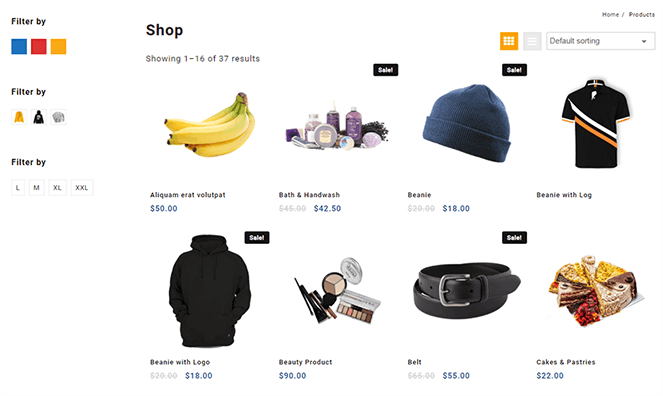 Home / Products
Filter by
Shop
Default sorting
Showing 1–16 of 37 results
Filter by
Filter by
L M XL XXL
Sale!
Sale!
Aliquam erat volutpat
$50.00
Bath & Handwash
$45.00 $42.50
Beanie
$20.00 $18.00
Beanie with Log
Sale!
Sale!
Beanie with Logo
$20.00 $18.00
Beauty Product
$90.00
Belt
$65.00 $55.00
Cakes & Pastries
$22.00